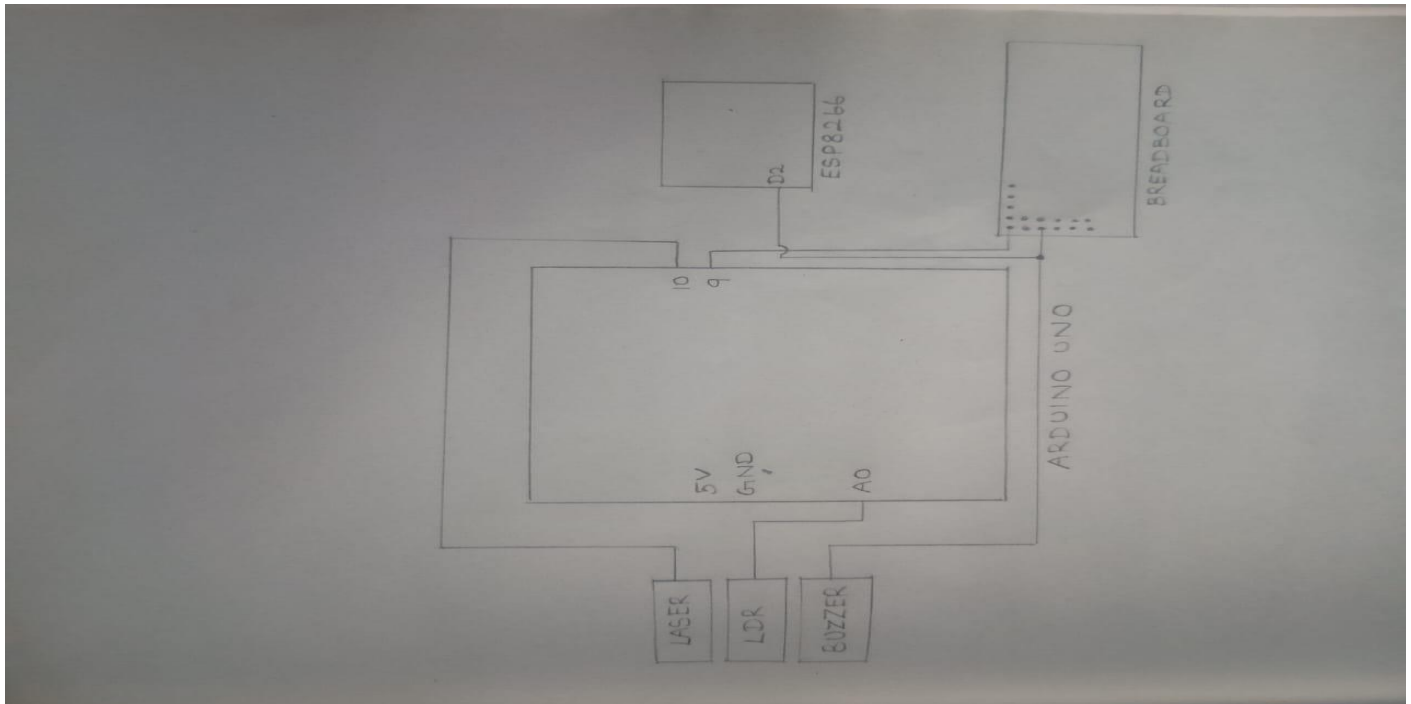 LASER
LDR
BUZZER
5V
GND
A0
10
9
ARDUINO UNO
D2
ESP8266
BREADBOARD